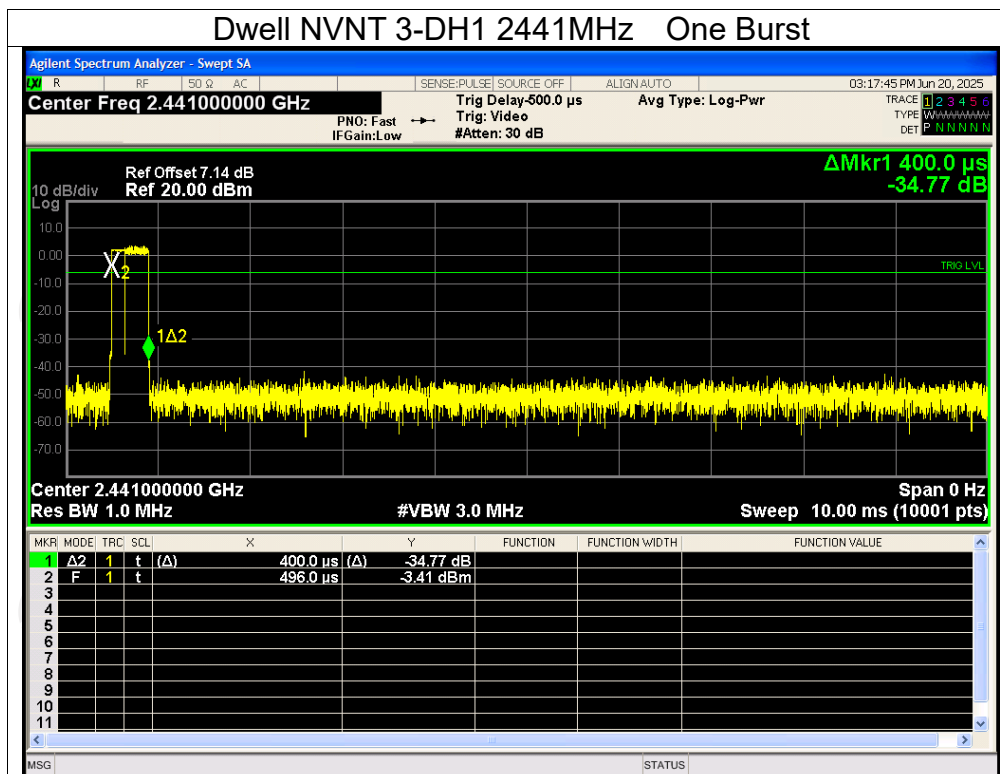 Dwell NVNT 3-DH1 2441MHz One Burst
Agilent Spectrum Analyzer - Swept SA
LXI R RF 50 Ω AC SENSE:PULSE SOURCE OFF ALIGN AUTO 03:17:45 PM Jun 20, 2025
Center Freq 2.441000000 GHz Trig Delay-500.0 µs Avg Type: Log-Pwr TRACE 1 2 3 4 5 6
PNO: Fast Trig: Video TYPE WWWWWW
IFGain:Low #Atten: 30 dB DET P N N N N N
ΔMkr1 400.0 µs
Ref Offset 7.14 dB -34.77 dB
10 dB/div Ref 20.00 dBm
Log
10.0
0.00
TRIG LVL
X2
-10.0
-20.0
-30.0
1Δ2
-40.0
-50.0
-60.0
-70.0
Center 2.441000000 GHz Span 0 Hz
Res BW 1.0 MHz #VBW 3.0 MHz Sweep 10.00 ms (10001 pts)
MKR MODE TRC SCL X Y FUNCTION FUNCTION WIDTH FUNCTION VALUE
1 Δ2 1 t (Δ) 400.0 µs (Δ) -34.77 dB
2 F 1 t 496.0 µs -3.41 dBm
3
4
5
6
7
8
9
10
11
MSG STATUS